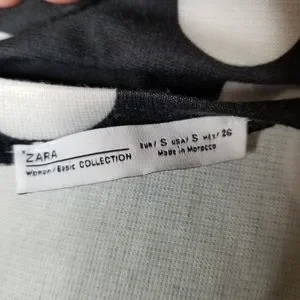 ZARA
Woman/Basic COLLECTION
EUR/ S USA/ S MEX/ 26
Made in Morocco